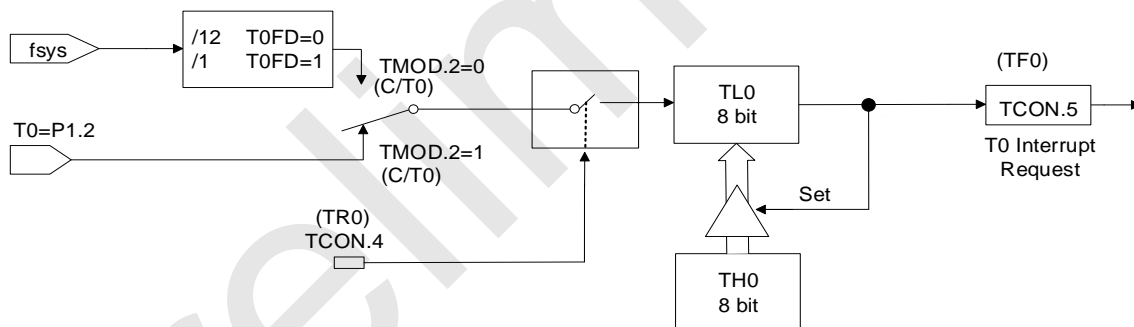 /12 T0FD=0
/1 T0FD=1
fsys
TMOD.2=0
(C/T0)
T0=P1.2
TMOD.2=1
(C/T0)
(TR0)
TCON.4
TL0
8 bit
(TF0)
TCON.5
T0 Interrupt
Request
Set
TH0
8 bit